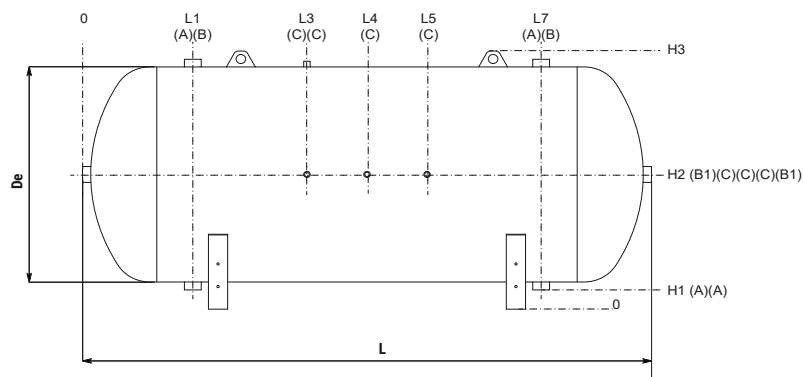 0 L1 L3 L4 L5 L7
(A)(B) (C)(C) (C) (C) (A)(B)
H3
De
H2 (B1)(C)(C)(C)(B1)
H1 (A)(A)
0
L